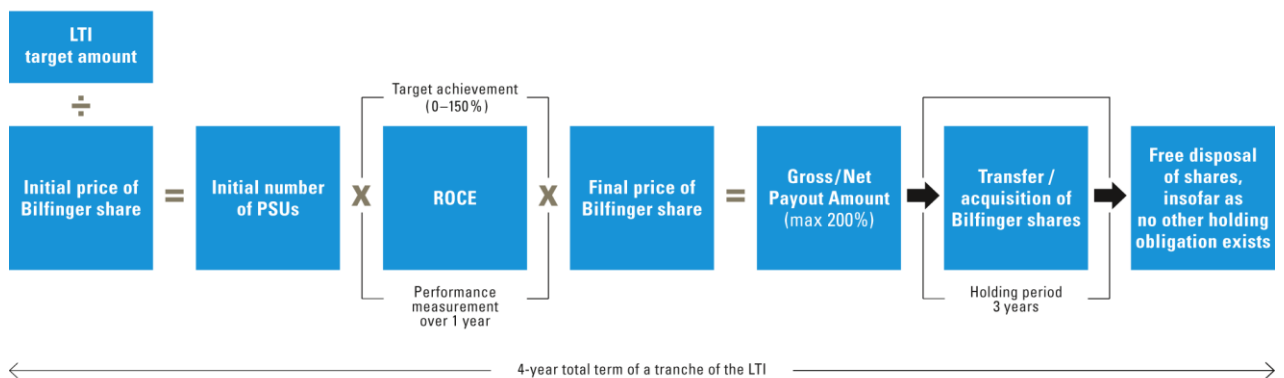 LTI
target amount
÷
Initial price of
Bilfinger share
=
Initial number
of PSUs
x
Target achievement
(0–150%)
ROCE
Performance
measurement
over 1 year
x
Final price of
Bilfinger share
=
Gross/Net
Payout Amount
(max 200%)
Transfer /
acquisition of
Bilfinger shares
Holding period
3 years
Free disposal
of shares,
insofar as
no other holding
obligation exists
4-year total term of a tranche of the LTI